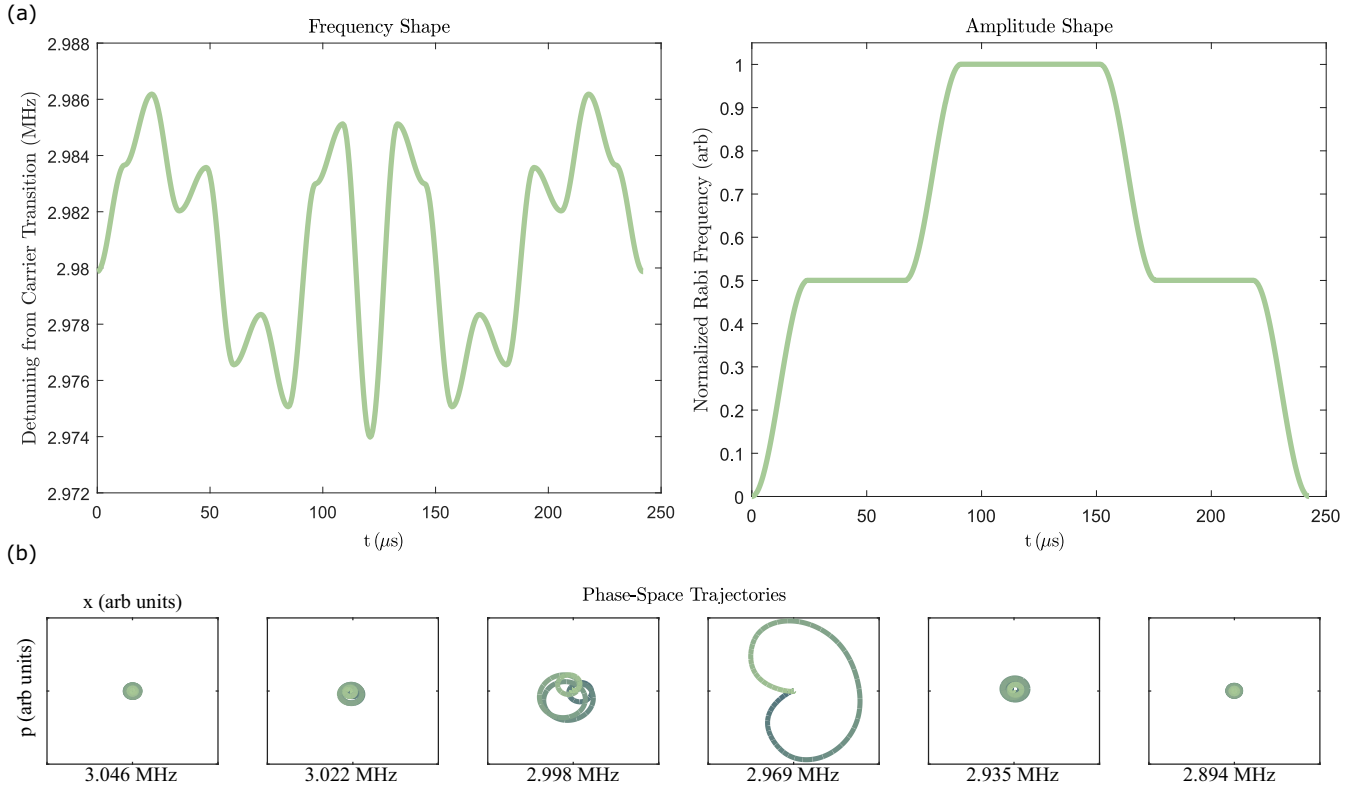 (a)
Frequency Shape
Detnuning from Carrier Transition (MHz)
2.988
2.986
2.984
2.982
2.98
2.978
2.976
2.974
2.972
0 50 100 150 200 250
t (μs)
Amplitude Shape
Normalized Rabi Frequency (arb)
1
0.9
0.8
0.7
0.6
0.5
0.4
0.3
0.2
0.1
0
0 50 100 150 200 250
t (μs)
(b)
Phase-Space Trajectories
x (arb units)
p (arb units)
3.046 MHz 3.022 MHz 2.998 MHz 2.969 MHz 2.935 MHz 2.894 MHz